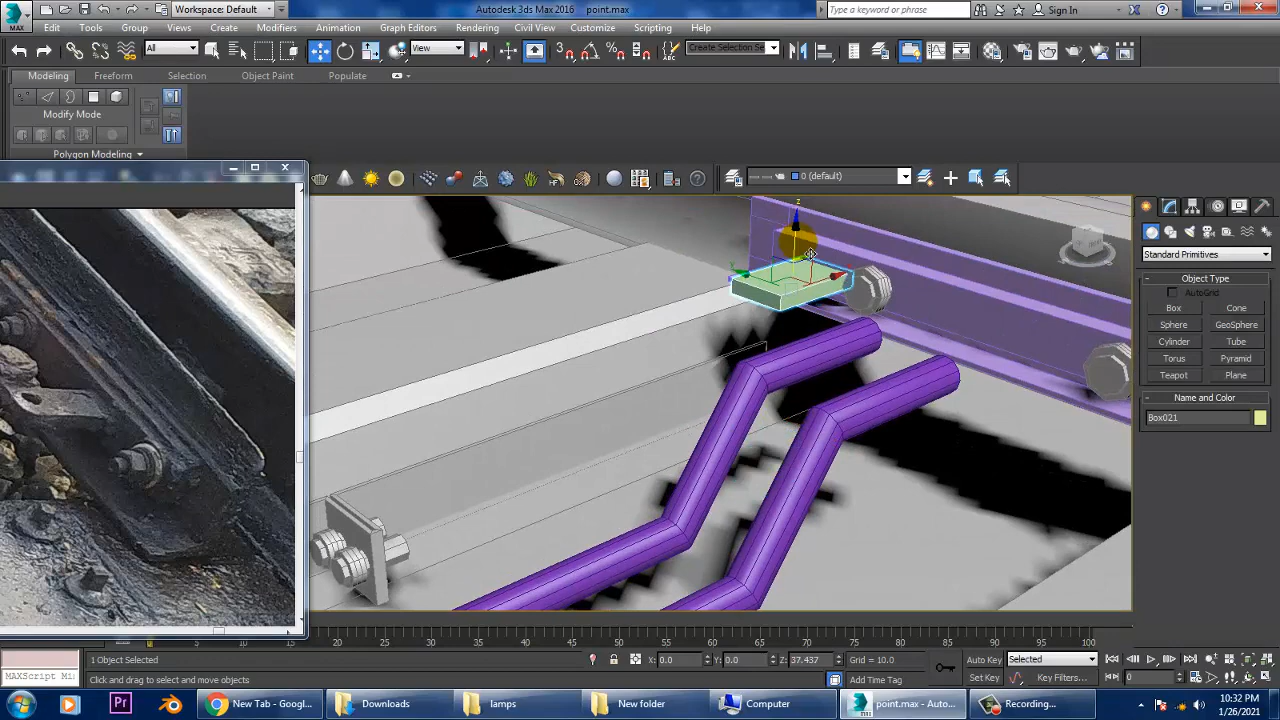 MAX
Workspace: Default
Autodesk 3ds Max 2016
point.max
Type a keyword or phrase
Sign In
Edit
Tools
Group
Views
Create
Modifiers
Animation
Graph Editors
Rendering
Civil View
Customize
Scripting
Help
All
View
Create Selection Se
Modeling
Freeform
Selection
Object Paint
Populate
Modify Mode
Polygon Modeling
0 (default)
Standard Primitives
Object Type
AutoGrid
Box
Cone
Sphere
GeoSphere
Cylinder
Tube
Torus
Pyramid
Teapot
Plane
Name and Color
Box021
z
20
25
30
35
40
45
50
55
60
65
70
75
80
85
90
95
100
1 Object Selected
X: 0.0
Y: 0.0
Z: 37.437
Grid = 10.0
Auto Key
Selected
MAXScript Mi:
Click and drag to select and move objects
Add Time Tag
Set Key
Key Filters...
0
New Tab - Googl...
Downloads
lamps
New folder
Computer
point.max - Auto...
Recording...
10:32 PM
1/26/2021